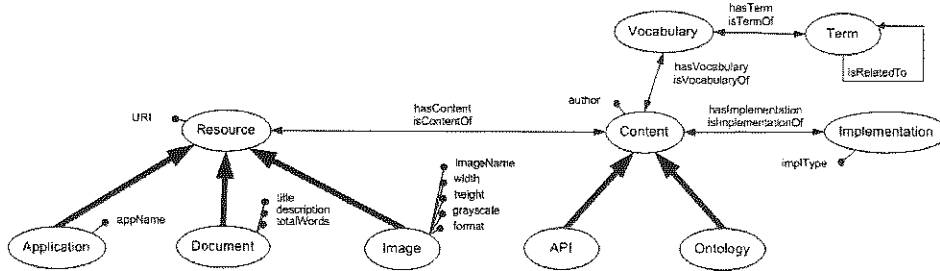 hasTerm
isTermOf
Vocabulary
Term
isRelatedTo
hasVocabulary
isVocabularyOf
URI
Resource
hasContent
isContentOf
author
Content
hasImplementation
isImplementationOf
Implementation
implType
ImageName
width
height
grayscale
format
title
description
totalWords
appName
Application
Document
Image
API
Ontology